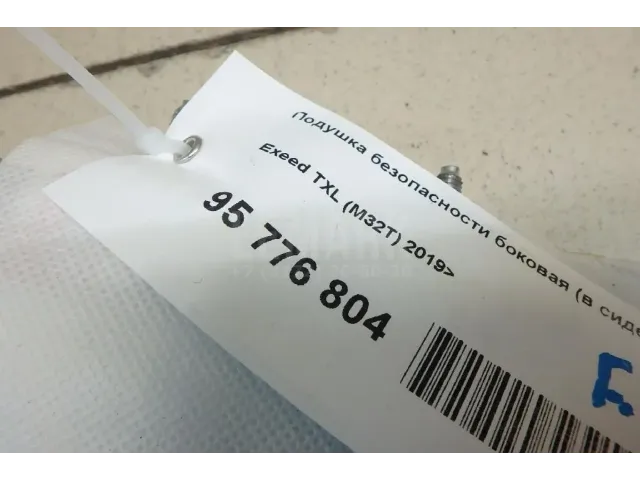 Подушка безопасности боковая (в сиде
Exeed TXL (M32T) 2019>
95 776 804